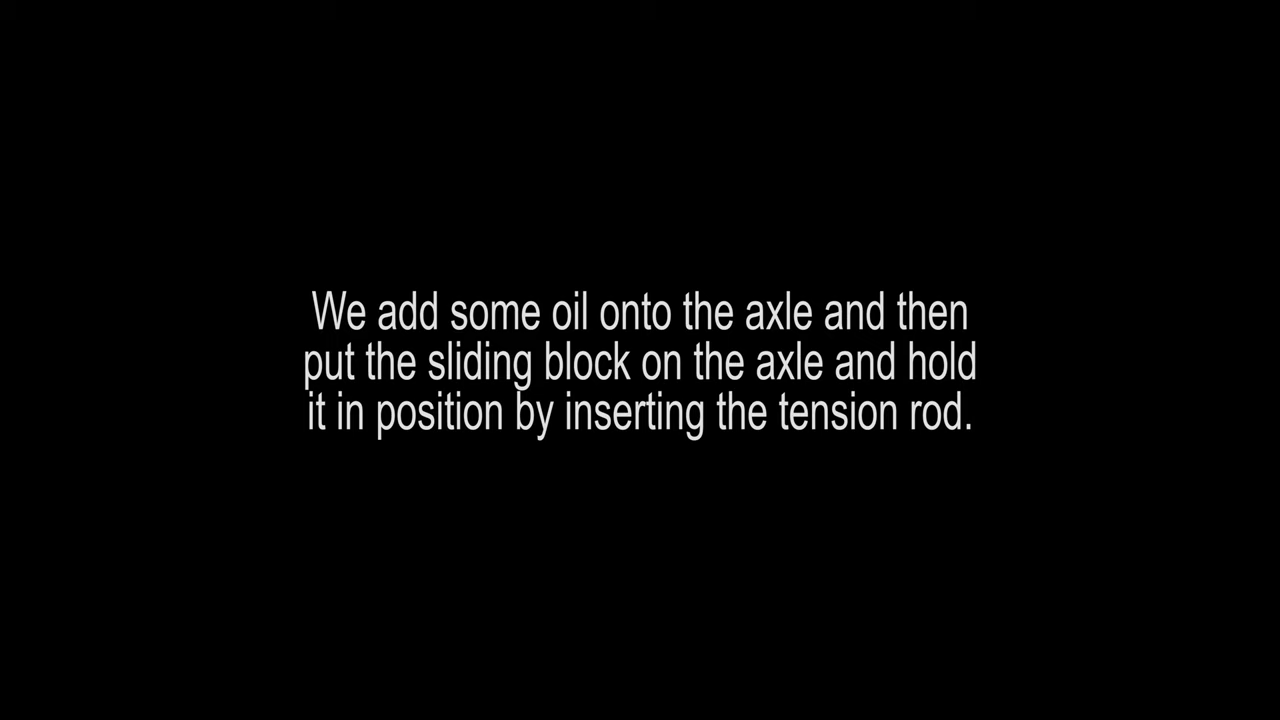 We add some oil onto the axle and then
put the sliding block on the axle and hold
it in position by inserting the tension rod.